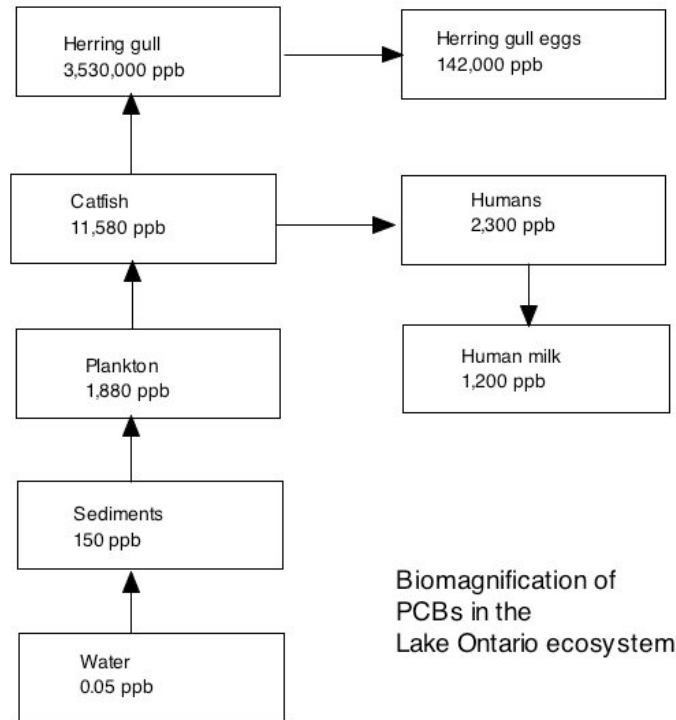 Herring gull
3,530,000 ppb
Herring gull eggs
142,000 ppb
Catfish
11,580 ppb
Humans
2,300 ppb
Plankton
1,880 ppb
Human milk
1,200 ppb
Sediments
150 ppb
Biomagnification of
PCBs in the
Lake Ontario ecosystem
Water
0.05 ppb